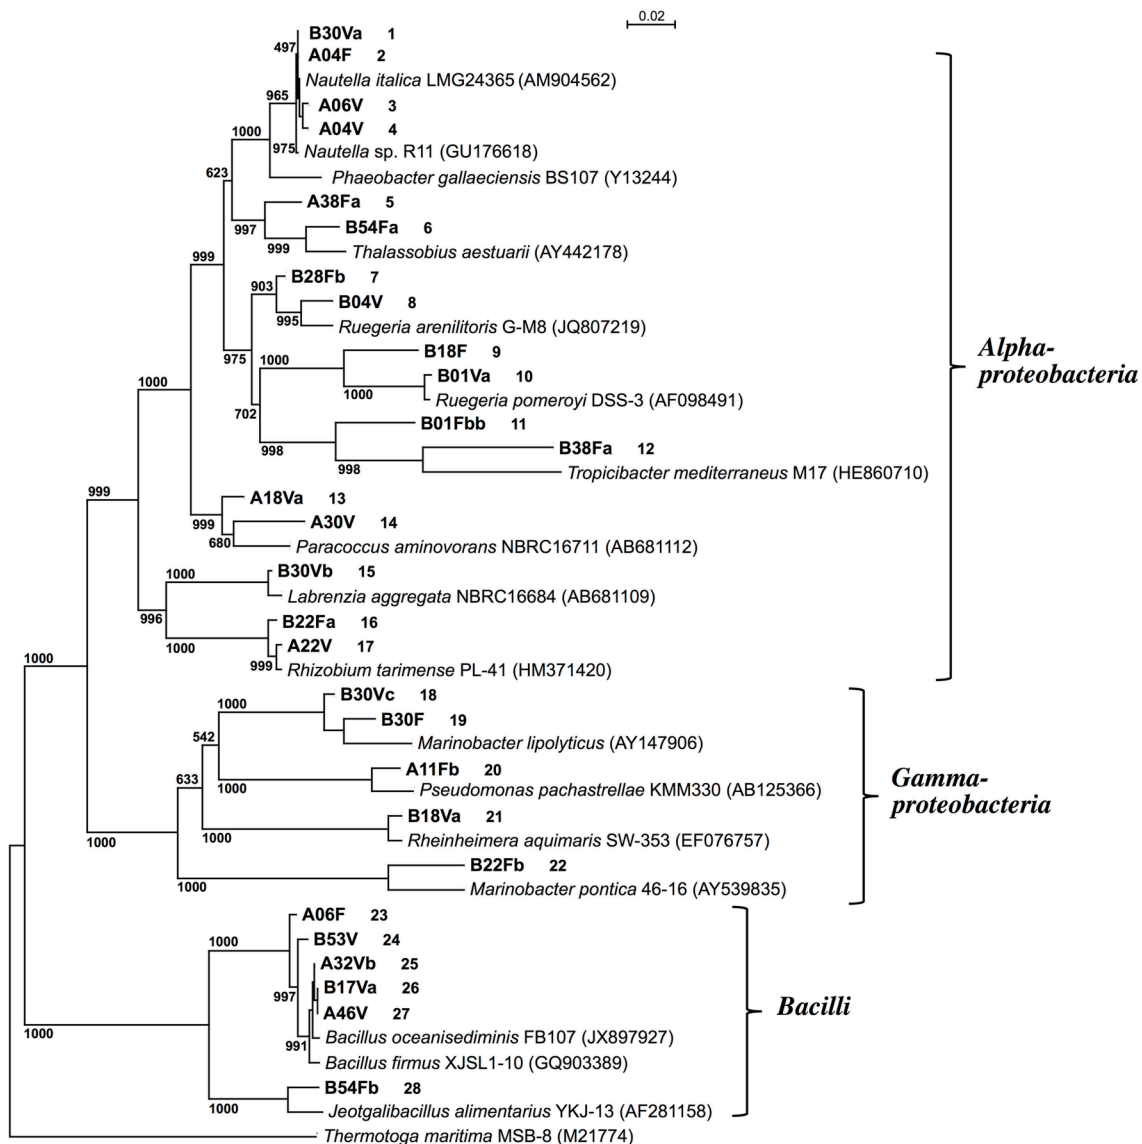 0.02
B30Va 1
497
A04F 2
Nautella italica LMG24365 (AM904562)
965
A06V 3
A04V 4
1000
975
Nautella sp. R11 (GU176618)
623
Phaeobacter gallaeciensis BS107 (Y13244)
A38Fa 5
997
B54Fa 6
999
Thalassobius aestuarii (AY442178)
999
B28Fb 7
903
B04V 8
995
Ruegeria arenilitoris G-M8 (JQ807219)
975
B18F 9
1000
B01Va 10
1000
Ruegeria pomeroyi DSS-3 (AF098491)
702
B01Fbb 11
998
B38Fa 12
998
Tropicibacter mediterraneus M17 (HE860710)
Alpha-
proteobacteria
1000
999
A18Va 13
999
A30V 14
680
Paracoccus aminovorans NBRC16711 (AB681112)
B30Vb 15
1000
Labrenzia aggregata NBRC16684 (AB681109)
996
B22Fa 16
1000
A22V 17
999
Rhizobium tarimense PL-41 (HM371420)
1000
B30Vc 18
1000
B30F 19
Marinobacter lipolyticus (AY147906)
542
A11Fb 20
633
1000
Pseudomonas pachastrellae KMM330 (AB125366)
B18Va 21
1000
1000
Rheinheimera aquimaris SW-353 (EF076757)
B22Fb 22
1000
Marinobacter pontica 46-16 (AY539835)
Gamma-
proteobacteria
A06F 23
1000
B53V 24
A32Vb 25
997
B17Va 26
A46V 27
Bacillus oceanisediminis FB107 (JX897927)
991
Bacillus firmus XJSL1-10 (GQ903389)
1000
B54Fb 28
1000
Jeotgalibacillus alimentarius YKJ-13 (AF281158)
Bacilli
Thermotoga maritima MSB-8 (M21774)